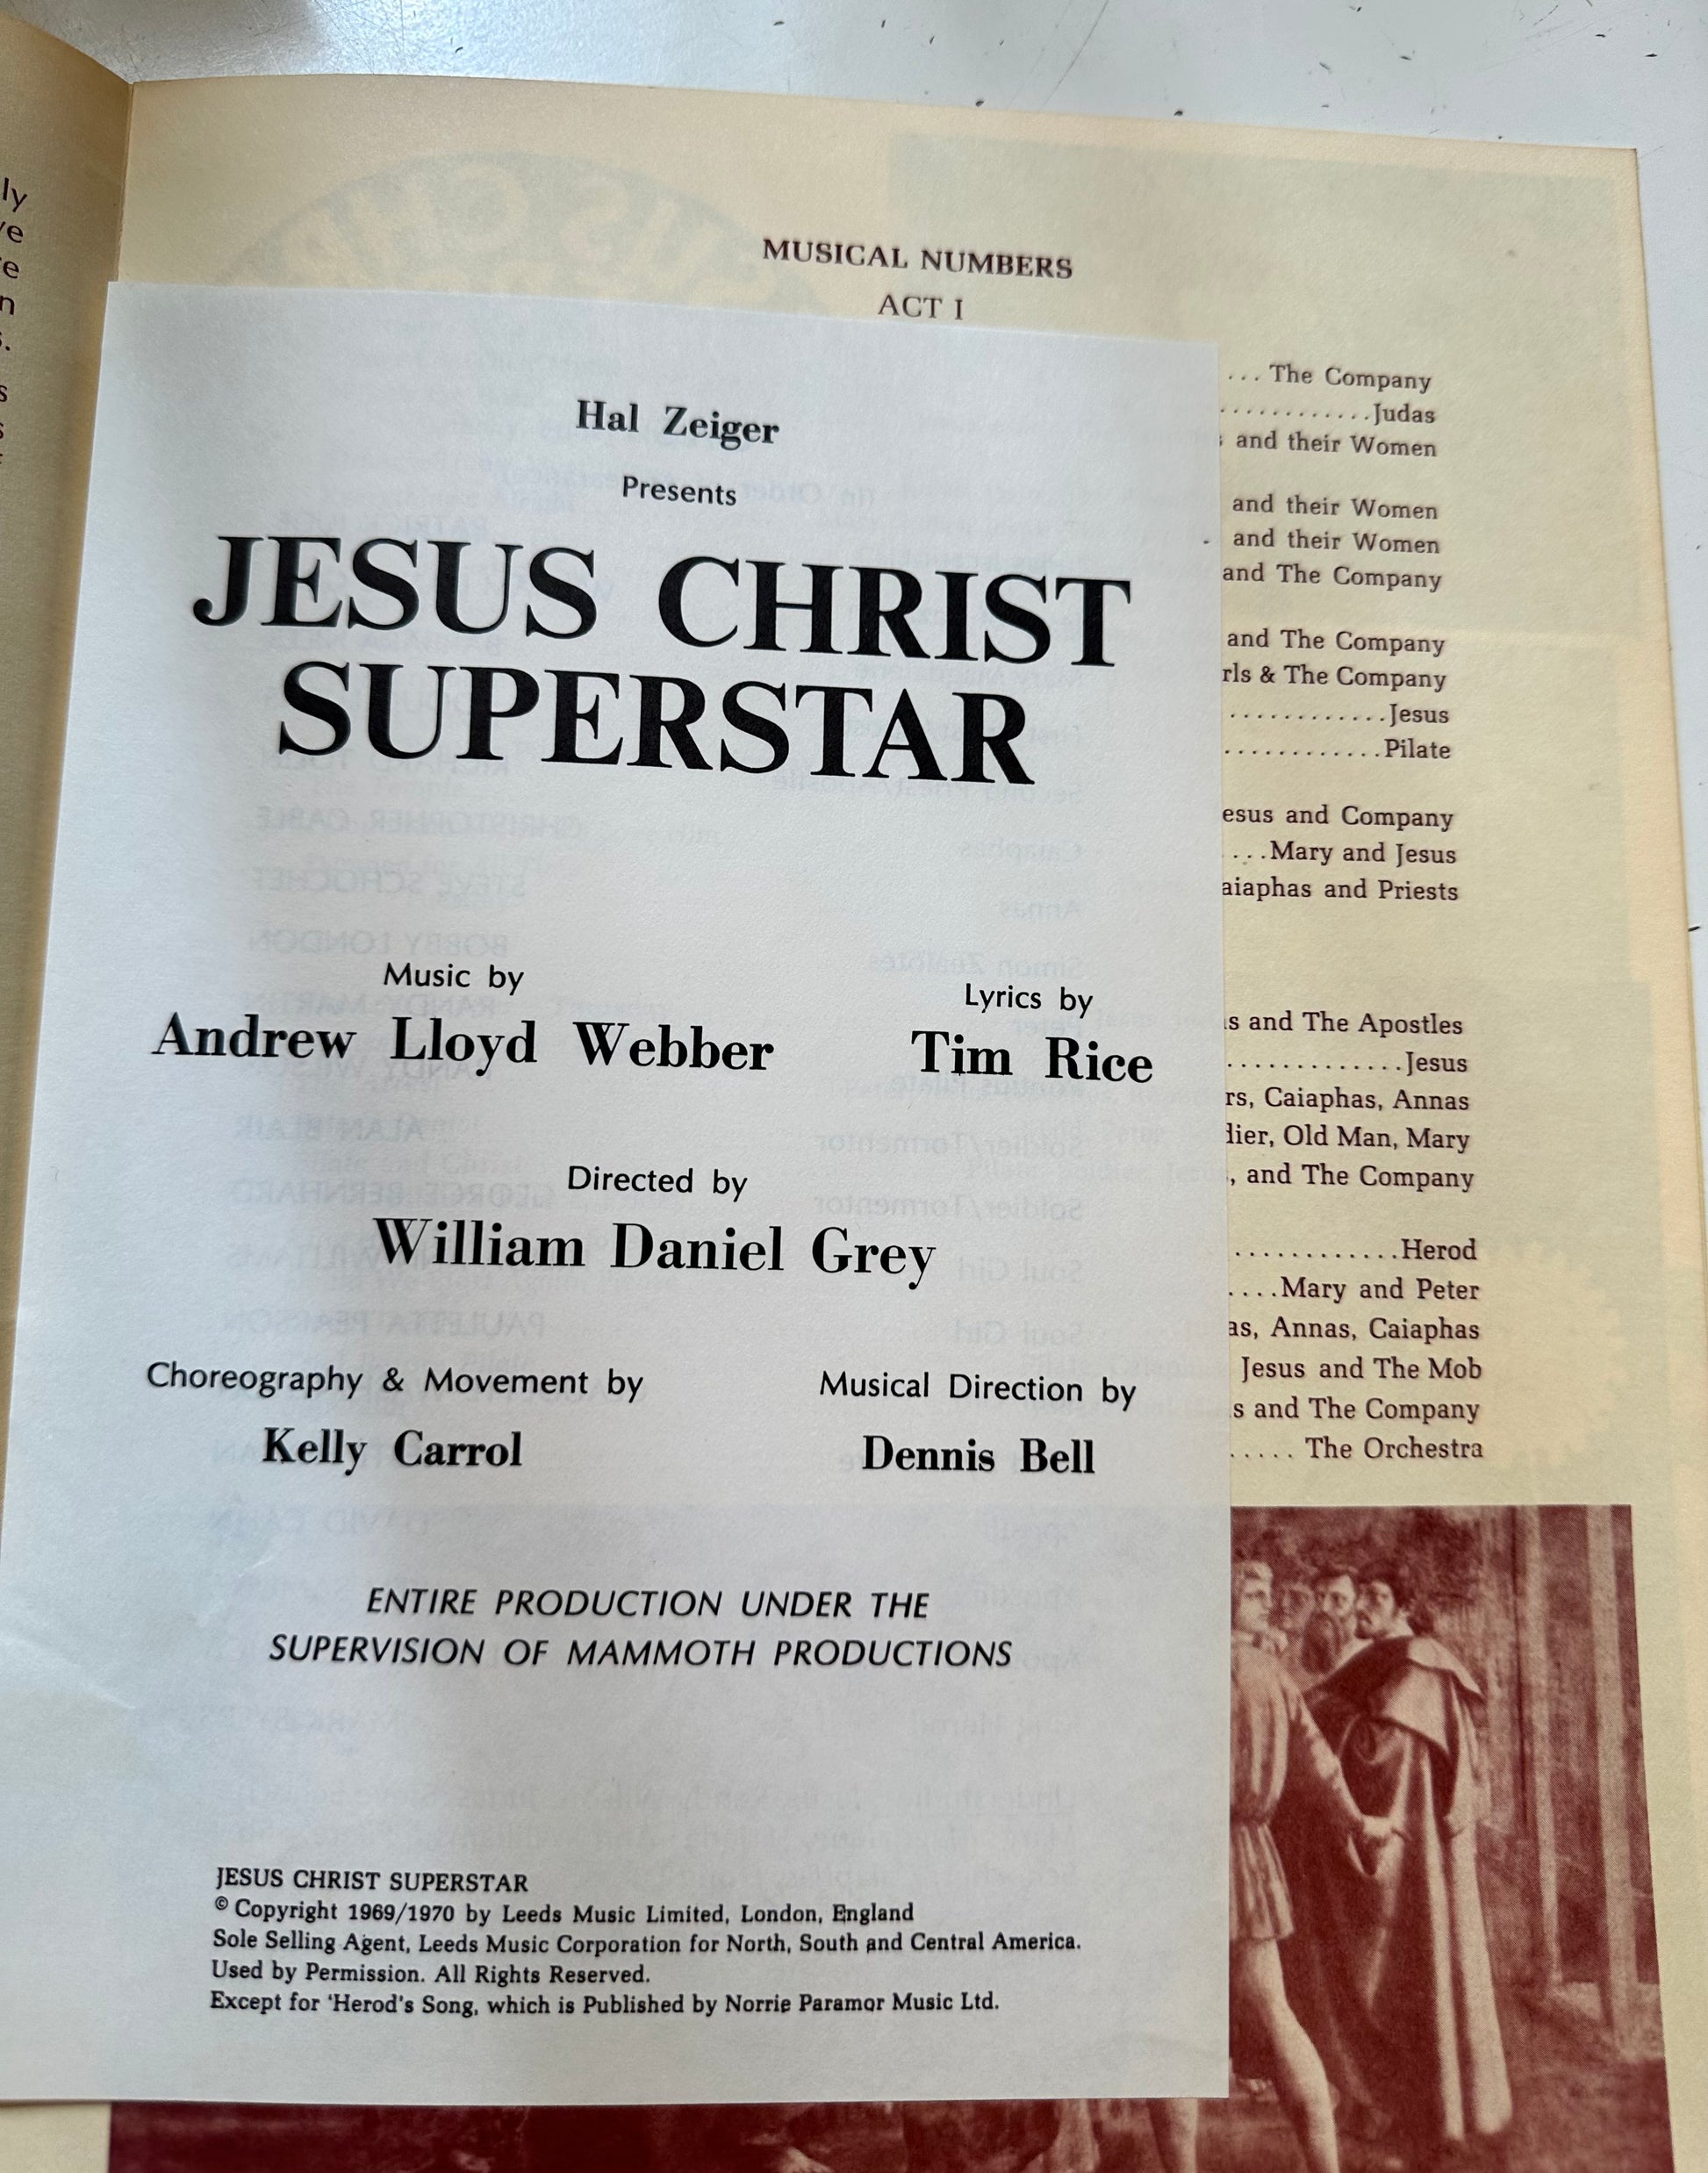 ly
ve
re
n
s.
s
s
MUSICAL NUMBERS
ACT I
... The Company
............Judas
and their Women
and their Women
and their Women
and The Company
and The Company
rls & The Company
............Jesus
............Pilate
esus and Company
...Mary and Jesus
aiaphas and Priests
s and The Apostles
.............Jesus
rs, Caiaphas, Annas
dier, Old Man, Mary
, and The Company
............Herod
....Mary and Peter
as, Annas, Caiaphas
Jesus and The Mob
s and The Company
..... The Orchestra
Hal Zeiger
Presents
JESUS CHRIST
SUPERSTAR
Music by
Andrew Lloyd Webber
Lyrics by
Tim Rice
Directed by
William Daniel Grey
Choreography & Movement by
Kelly Carrol
Musical Direction by
Dennis Bell
ENTIRE PRODUCTION UNDER THE
SUPERVISION OF MAMMOTH PRODUCTIONS
JESUS CHRIST SUPERSTAR
© Copyright 1969/1970 by Leeds Music Limited, London, England
Sole Selling Agent, Leeds Music Corporation for North, South and Central America.
Used by Permission. All Rights Reserved.
Except for ‘Herod's Song, which is Published by Norrie Paramor Music Ltd.